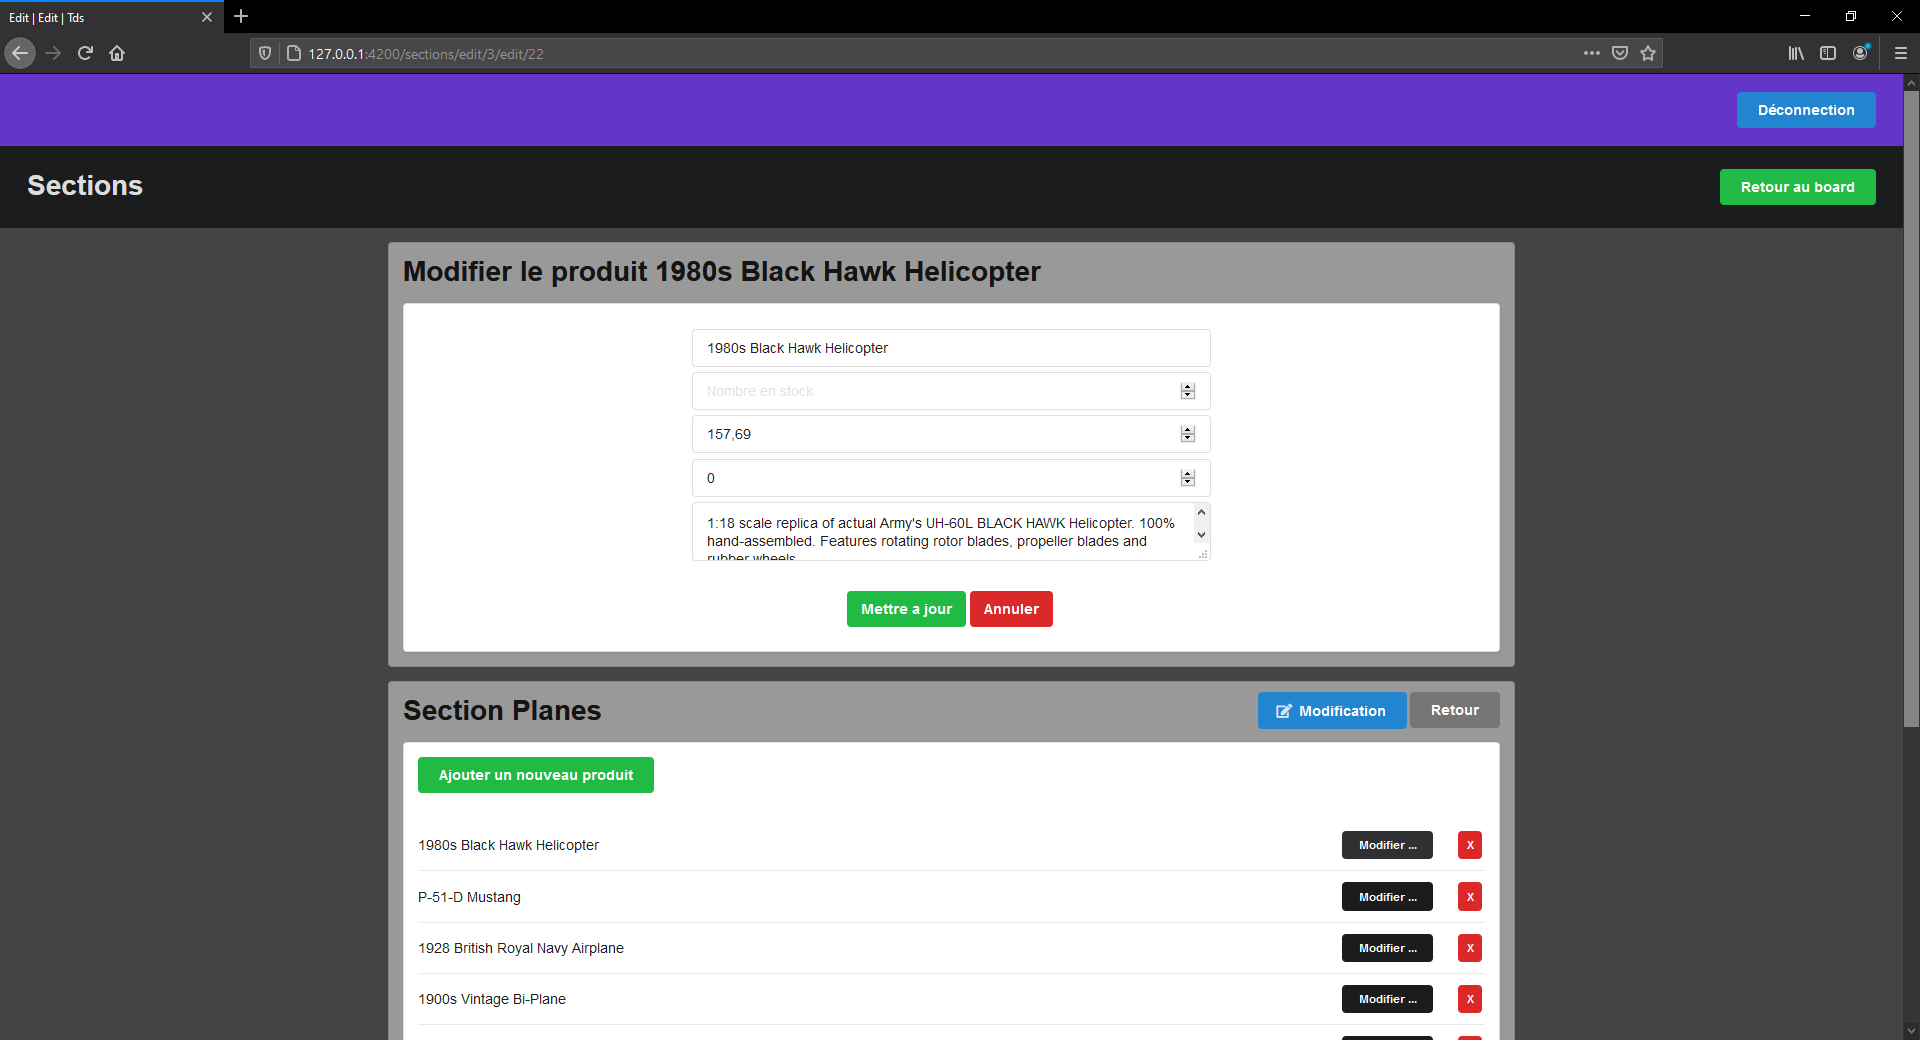 Edit | Edit | Tds
127.0.0.1:4200/sections/edit/3/edit/22
Déconnection
Sections
Retour au board
Modifier le produit 1980s Black Hawk Helicopter
1980s Black Hawk Helicopter
Nombre en stock
157,69
0
1:18 scale replica of actual Army's UH-60L BLACK HAWK Helicopter. 100%
hand-assembled. Features rotating rotor blades, propeller blades and
rubber wheels
Mettre a jour Annuler
Section Planes
Modification Retour
Ajouter un nouveau produit
1980s Black Hawk Helicopter Modifier ... X
P-51-D Mustang Modifier ... X
1928 British Royal Navy Airplane Modifier ... X
1900s Vintage Bi-Plane Modifier ... X